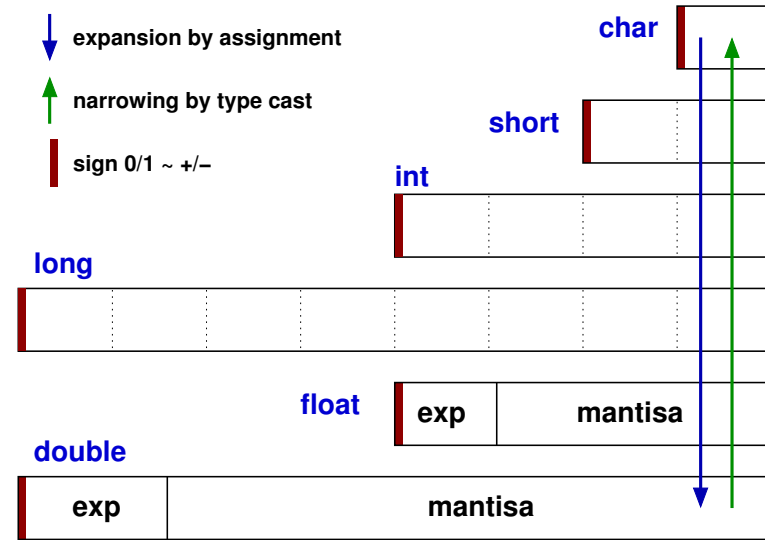 expansion by assignment
char
narrowing by type cast
short
sign 0/1 ~ +/−
int
long
float
exp
mantisa
double
exp
mantisa